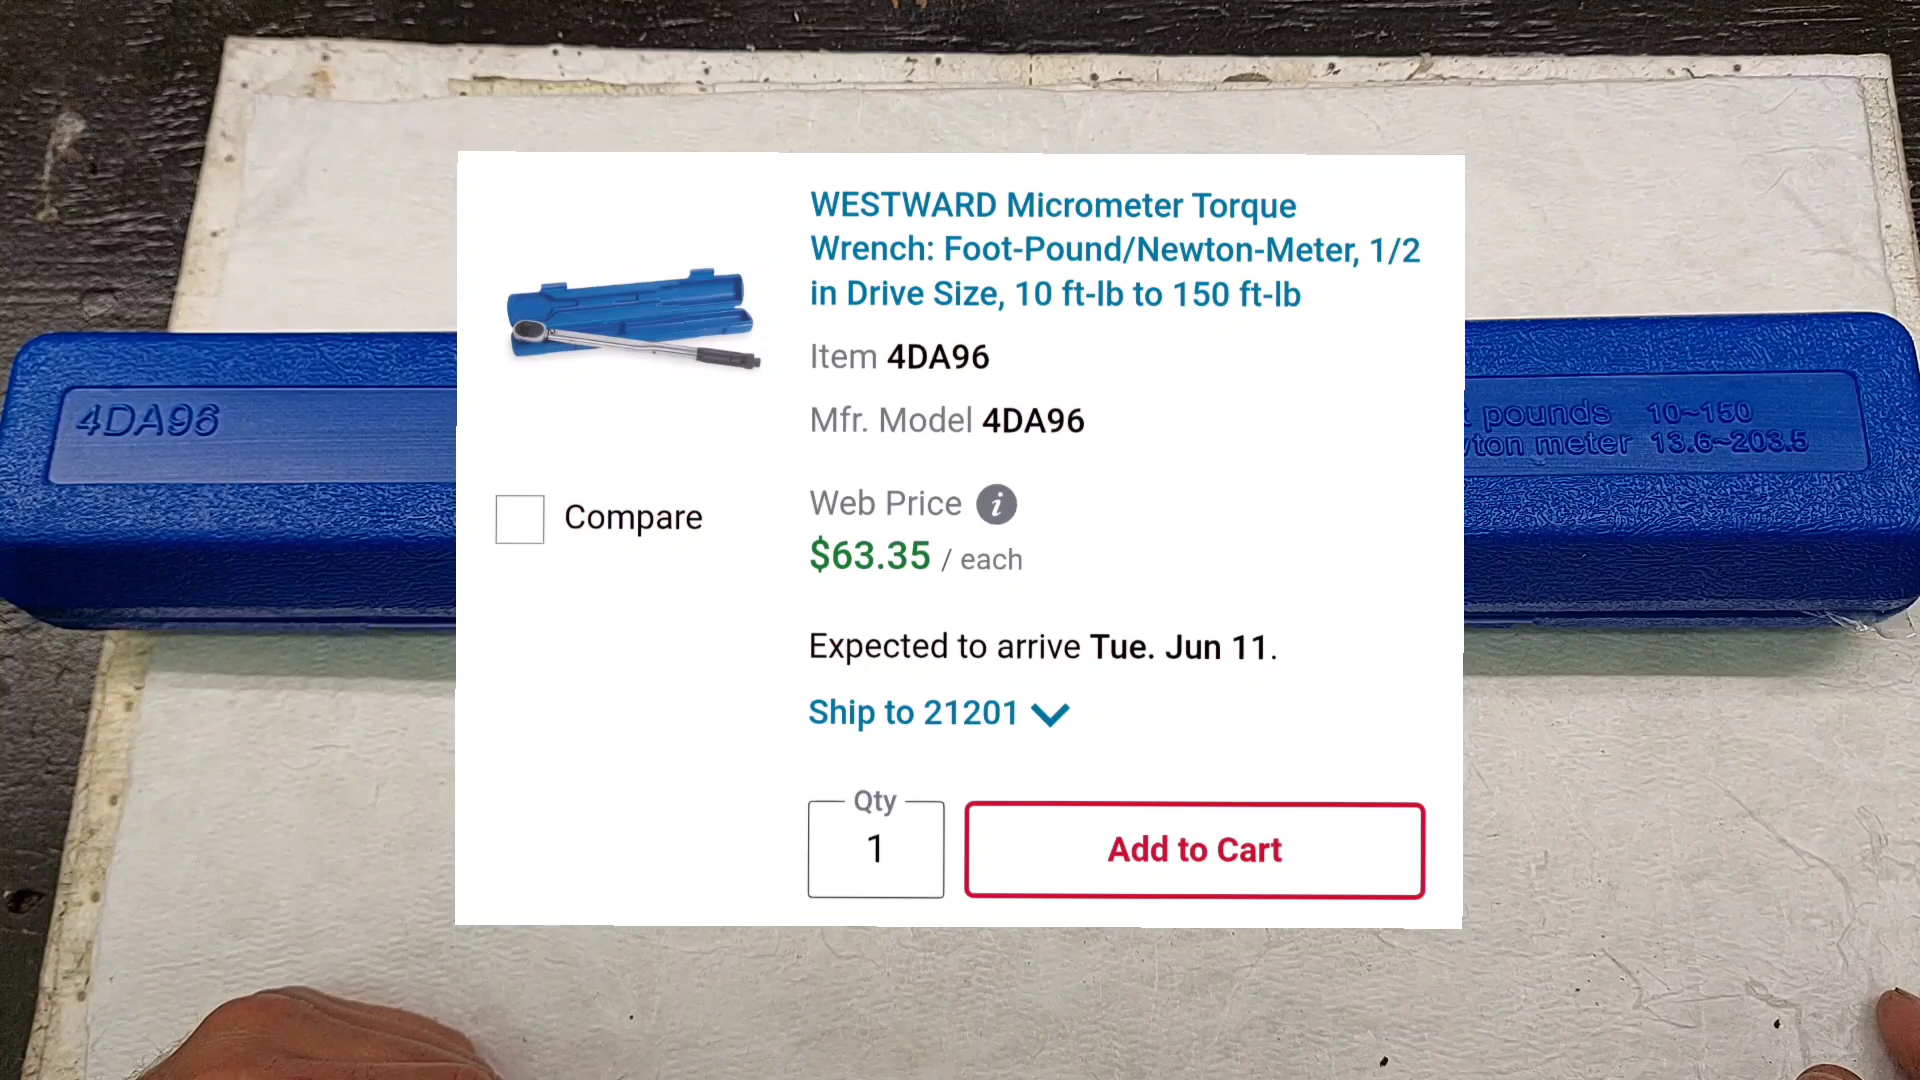 WESTWARD Micrometer Torque
Wrench: Foot-Pound/Newton-Meter, 1/2
in Drive Size, 10 ft-lb to 150 ft-lb
Item 4DA96
Mfr. Model 4DA96
Compare
Web Price i
$63.35 / each
Expected to arrive Tue. Jun 11.
Ship to 21201
Qty
1
Add to Cart
4DA96
pounds 10~150
meter 13.6~203.5